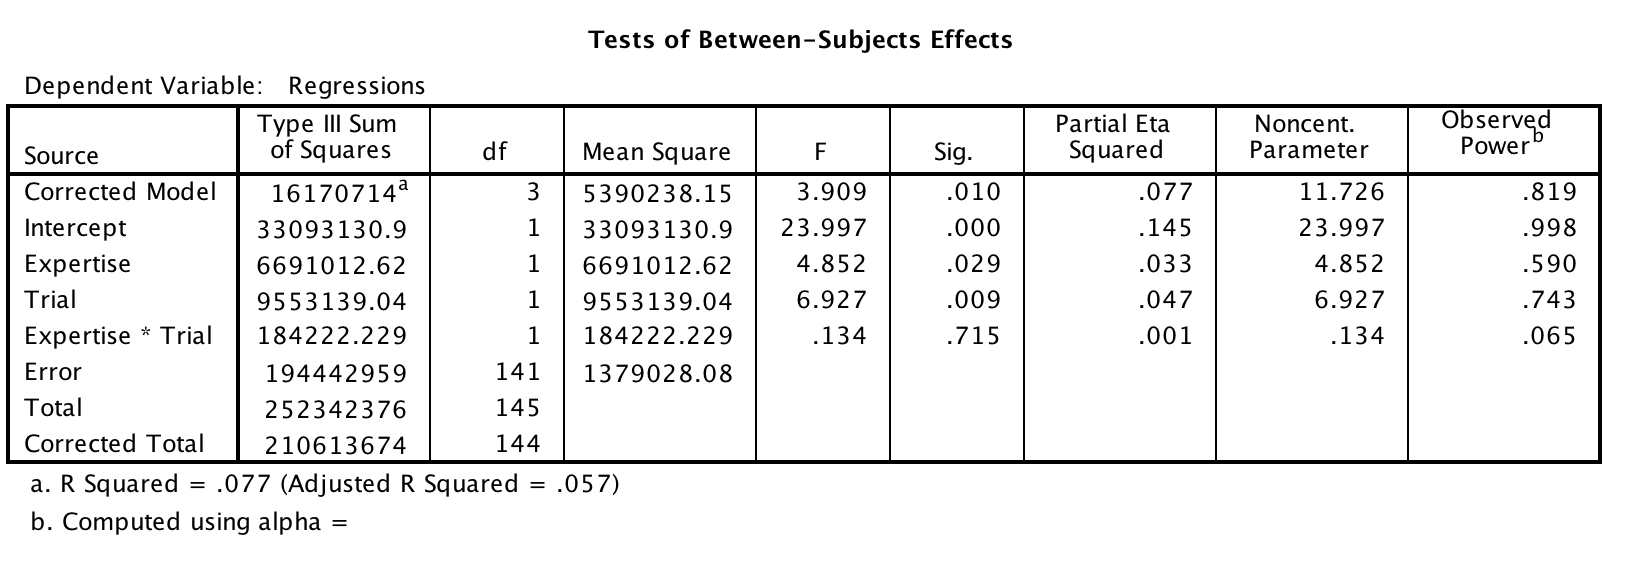 Tests of Between-Subjects Effects
Dependent Variable: Regressions
Source Type III Sum of Squares df Mean Square F Sig. Partial Eta Squared Noncent. Parameter Observed Power b
Corrected Model 16170714 a 3 5390238.15 3.909 .010 .077 11.726 .819
Intercept 33093130.9 1 33093130.9 23.997 .000 .145 23.997 .998
Expertise 6691012.62 1 6691012.62 4.852 .029 .033 4.852 .590
Trial 9553139.04 1 9553139.04 6.927 .009 .047 6.927 .743
Expertise * Trial 184222.229 1 184222.229 .134 .715 .001 .134 .065
Error 194442959 141 1379028.08
Total 252342376 145
Corrected Total 210613674 144
a. R Squared = .077 (Adjusted R Squared = .057)
b. Computed using alpha =